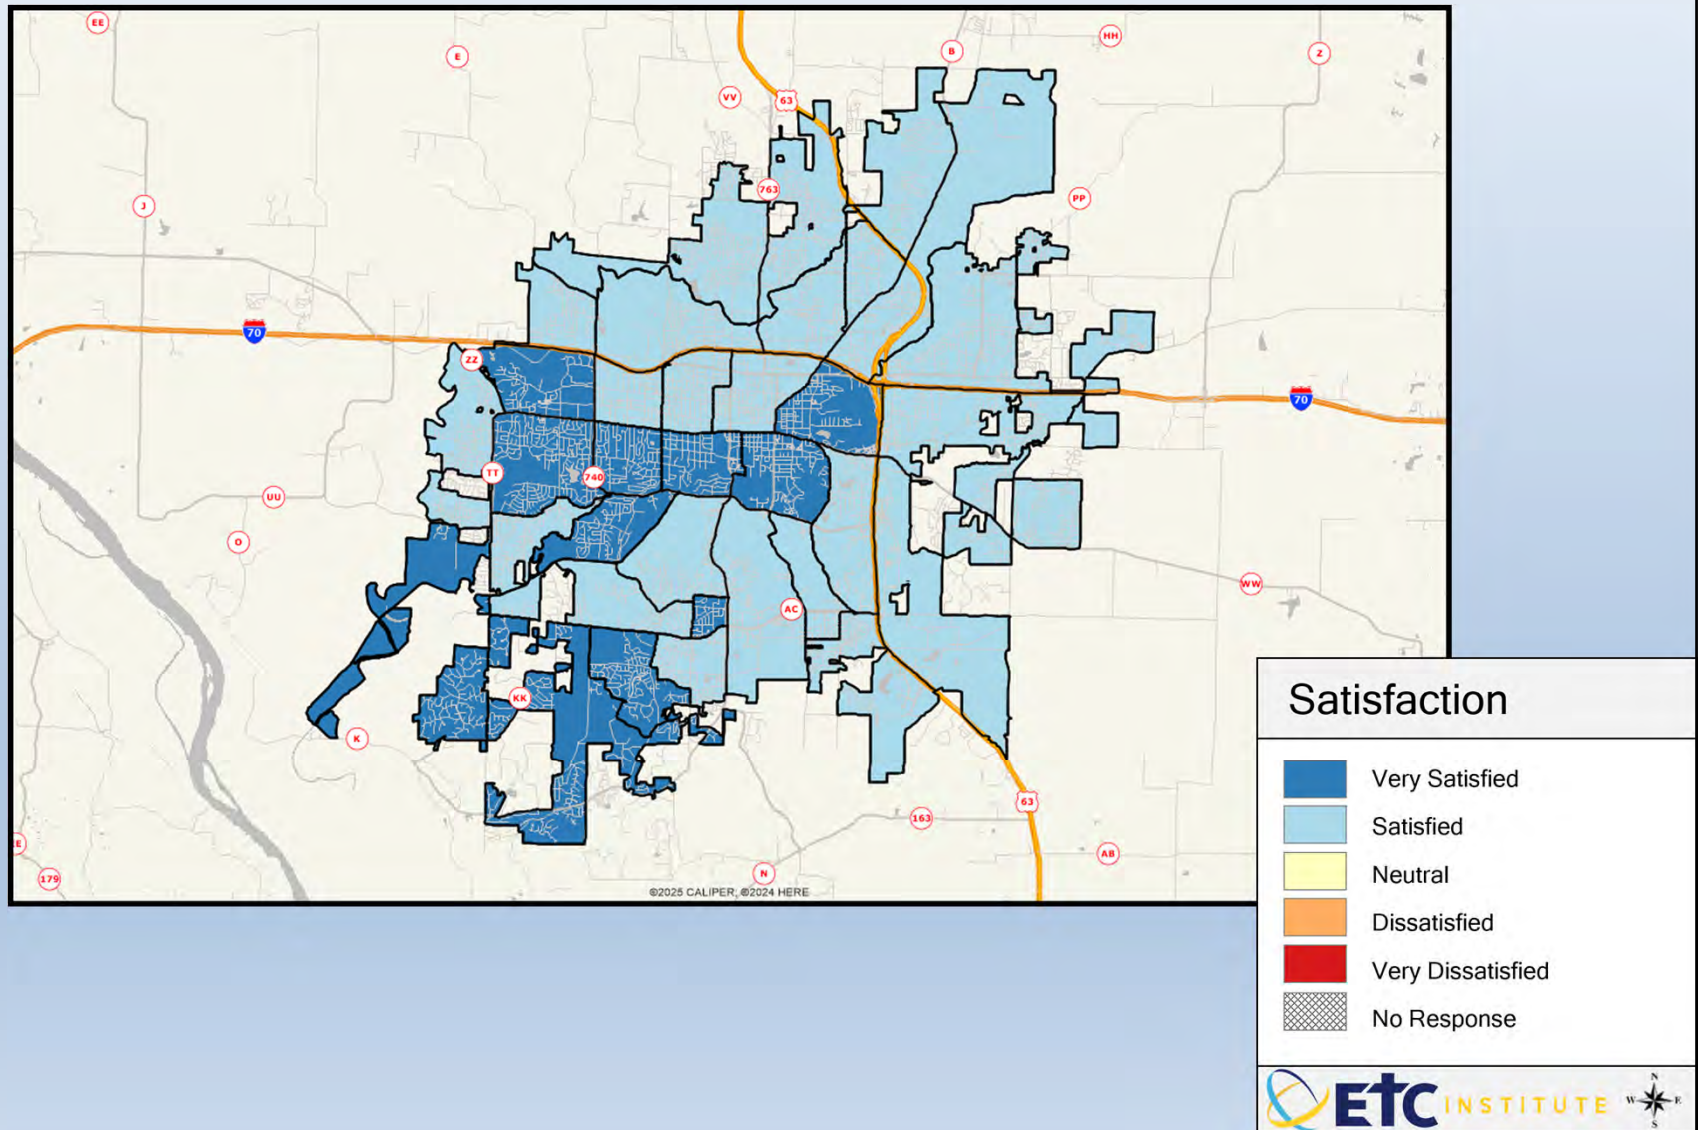 EE
E
B
HH
Z
VV
63
763
PP
J
70
ZZ
70
TT
740
UU
O
WW
AC
KK
K
63
163
E
AB
179
N
©2025 CALIPER; ©2024 HERE
Satisfaction
Very Satisfied
Satisfied
Neutral
Dissatisfied
Very Dissatisfied
No Response
ETC INSTITUTE
N
W E
S